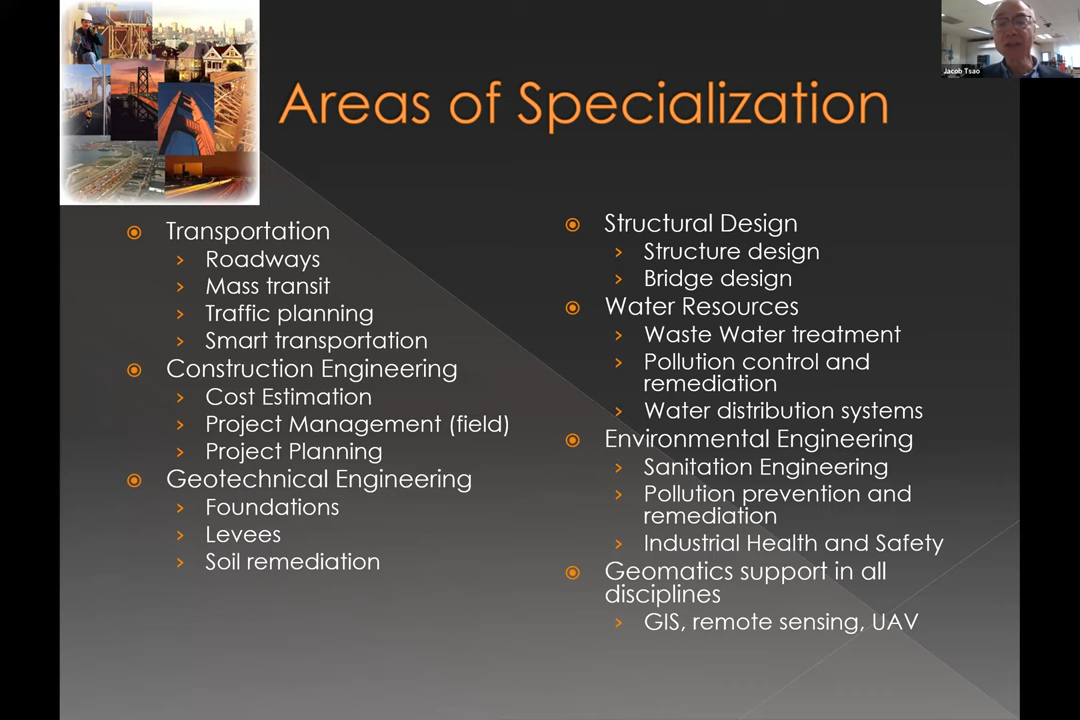 Jacob Tsao
Areas of Specialization
Transportation
Roadways
Mass transit
Traffic planning
Smart transportation
Construction Engineering
Cost Estimation
Project Management (field)
Project Planning
Geotechnical Engineering
Foundations
Levees
Soil remediation
Structural Design
Structure design
Bridge design
Water Resources
Waste Water treatment
Pollution control and
remediation
Water distribution systems
Environmental Engineering
Sanitation Engineering
Pollution prevention and
remediation
Industrial Health and Safety
Geomatics support in all
disciplines
GIS, remote sensing, UAV